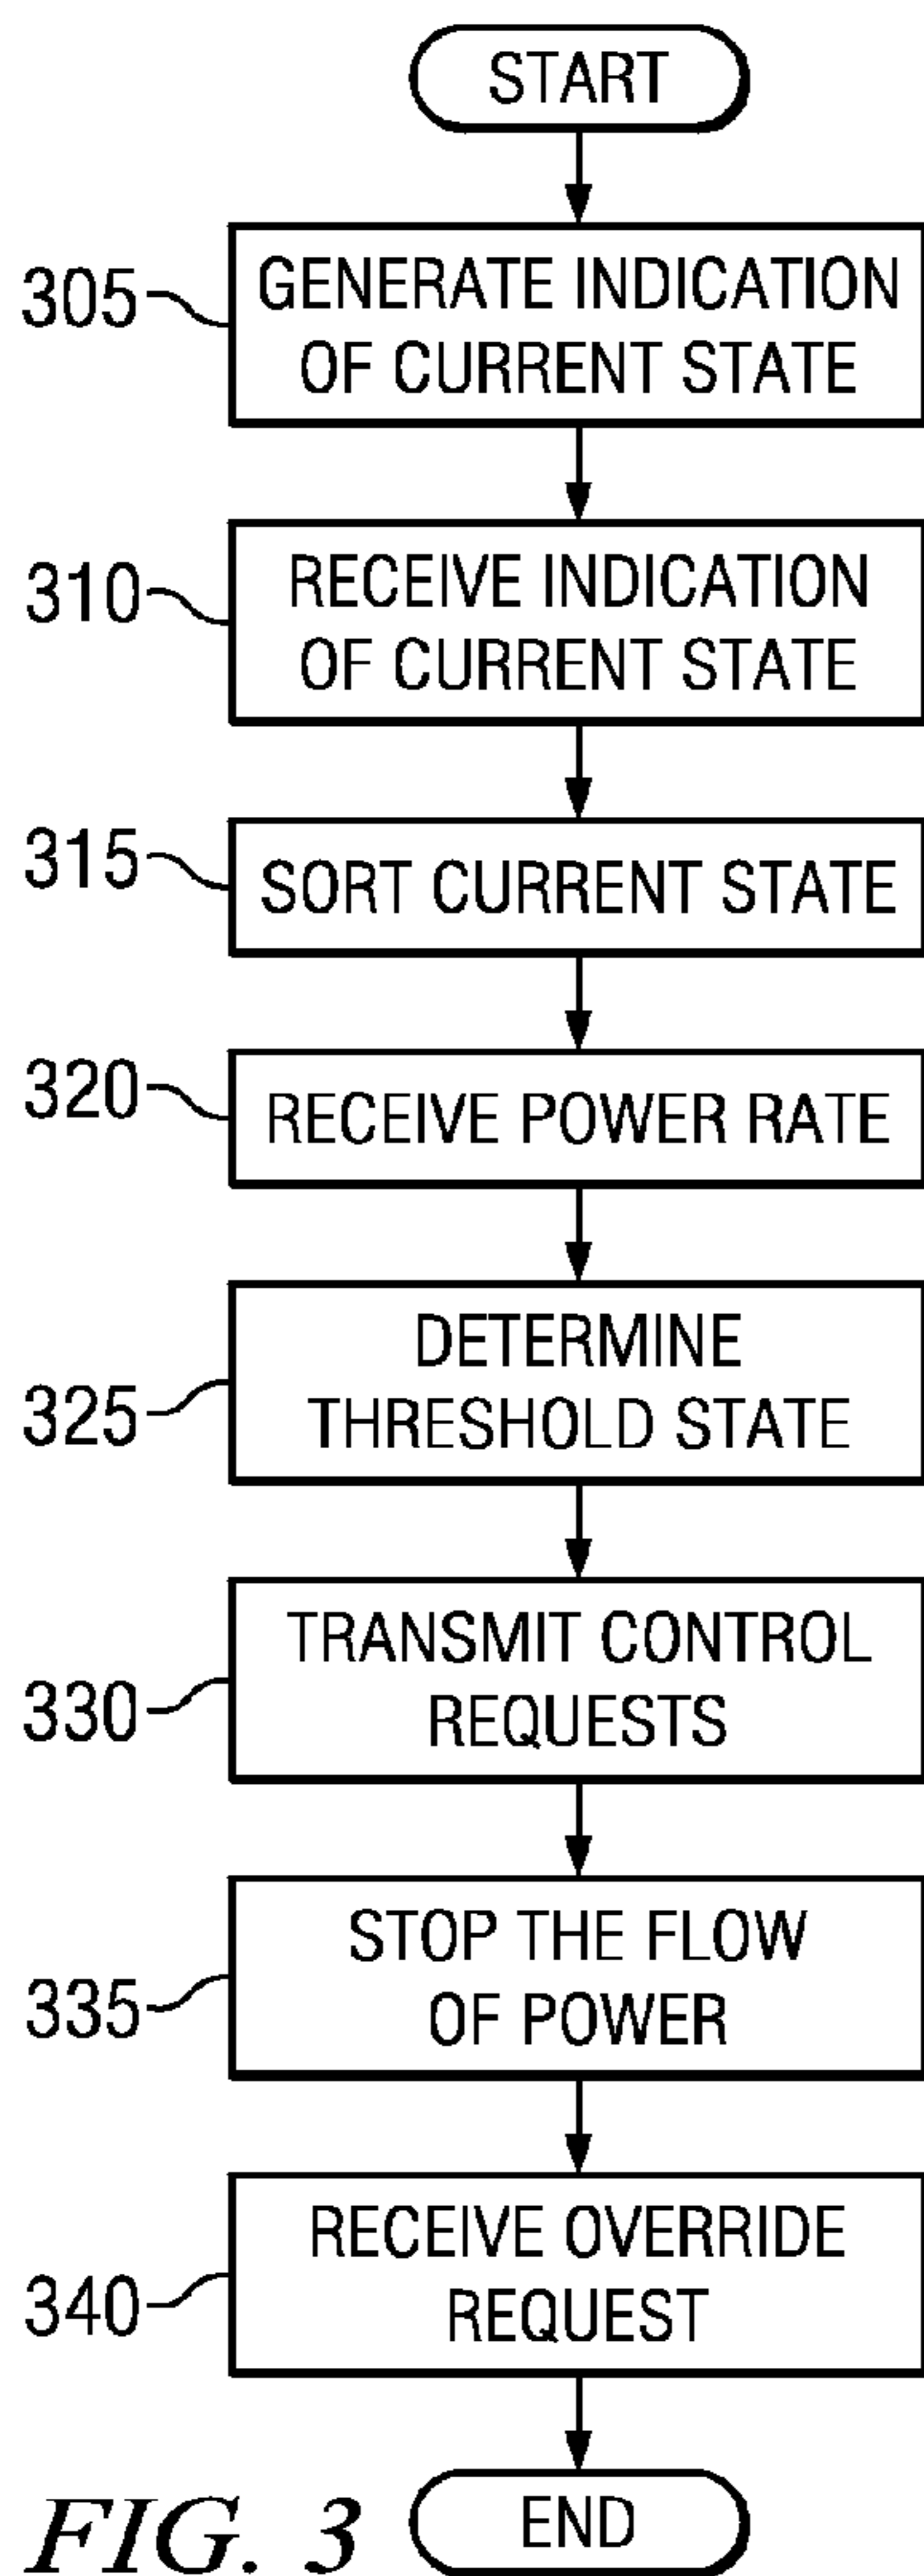 START
305
GENERATE INDICATION
OF CURRENT STATE
310
RECEIVE INDICATION
OF CURRENT STATE
315
SORT CURRENT STATE
320
RECEIVE POWER RATE
325
DETERMINE
THRESHOLD STATE
330
TRANSMIT CONTROL
REQUESTS
335
STOP THE FLOW
OF POWER
340
RECEIVE OVERRIDE
REQUEST
END
FIG. 3